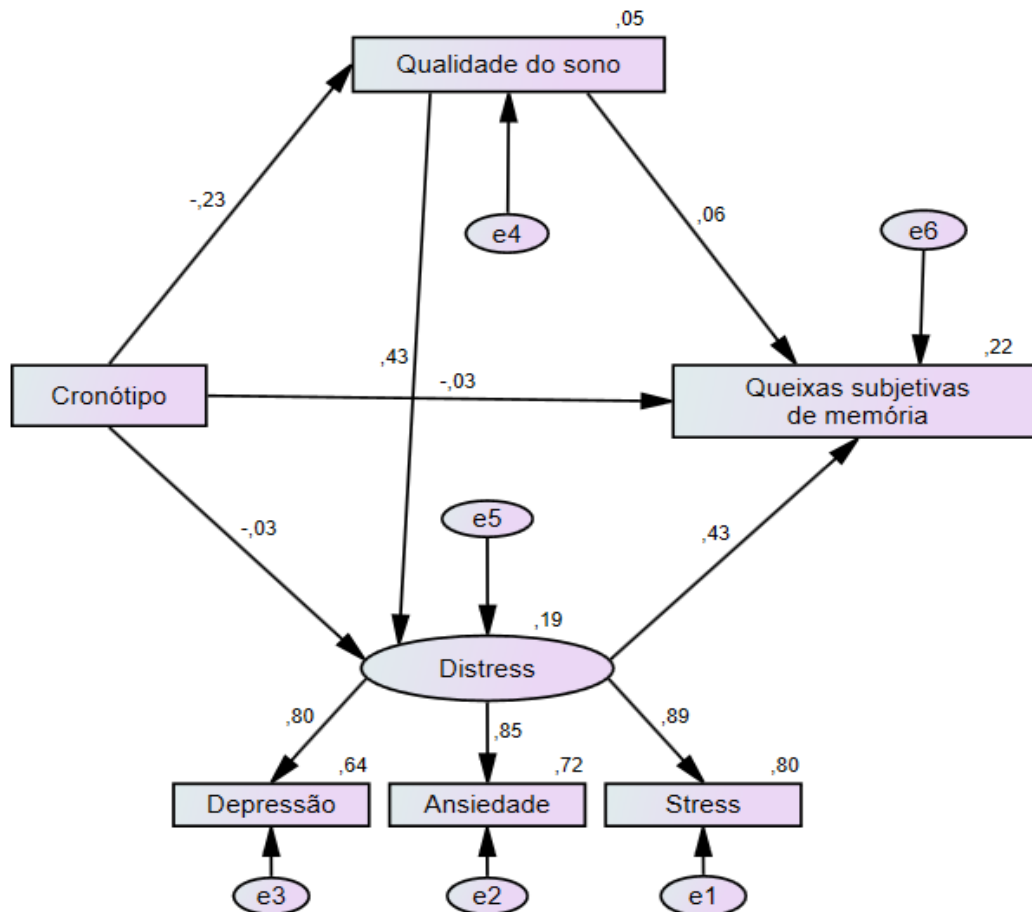 ,05
Qualidade do sono
-,23
e4
,06
e6
,43
,22
Cronótipo
-,03
Queixas subjetivas
de memória
-,03
e5
,43
,19
Distress
,80
,85
,89
,64
,72
,80
Depressão
Ansiedade
Stress
e3
e2
e1